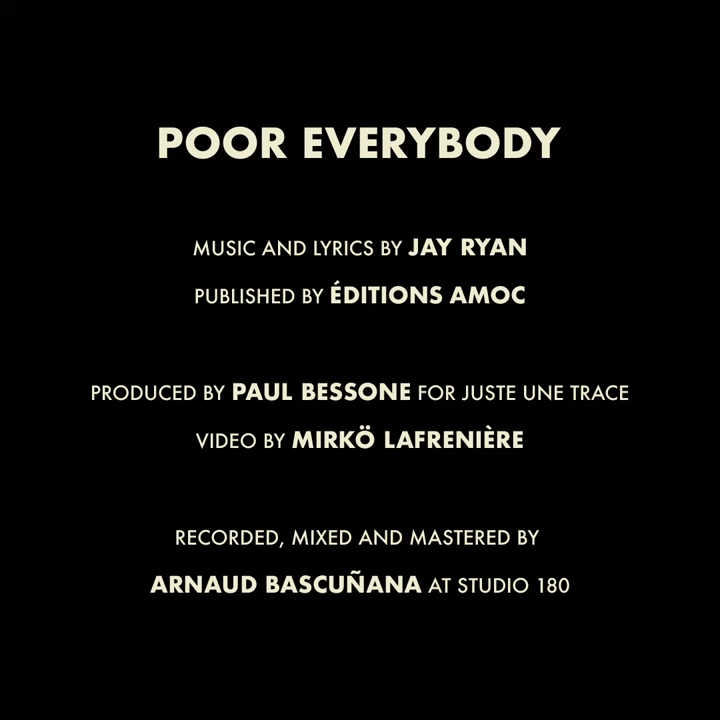 POOR EVERYBODY
MUSIC AND LYRICS BY JAY RYAN
PUBLISHED BY ÉDITIONS AMOC
PRODUCED BY PAUL BESSONE FOR JUSTE UNE TRACE
VIDEO BY MIRKÖ LAFRENIÈRE
RECORDED, MIXED AND MASTERED BY
ARNAUD BASCUÑANA AT STUDIO 180